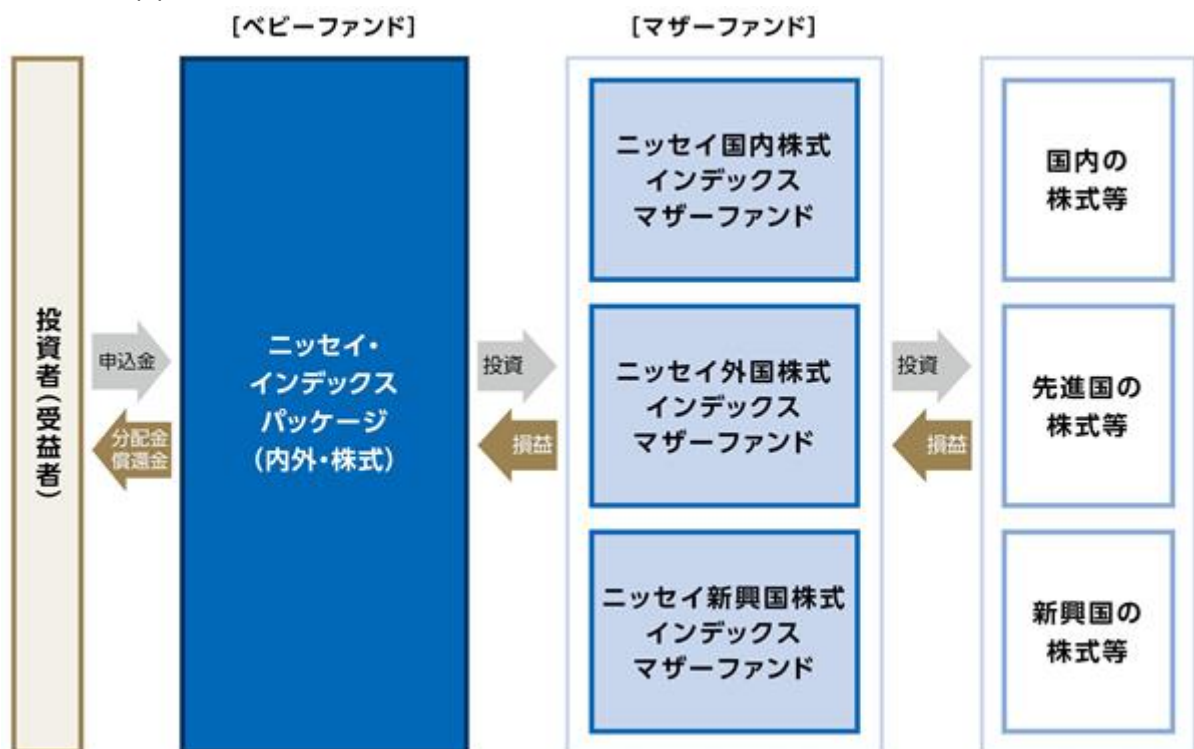 [ベビーファンド]
[マザーファンド]
投資者(受益者)
申込金
分配金
償還金
ニッセイ・
インデックス
パッケージ
(内外・株式)
投資
損益
ニッセイ国内株式
インデックス
マザーファンド
ニッセイ外国株式
インデックス
マザーファンド
ニッセイ新興国株式
インデックス
マザーファンド
投資
損益
国内の
株式等
先進国の
株式等
新興国の
株式等